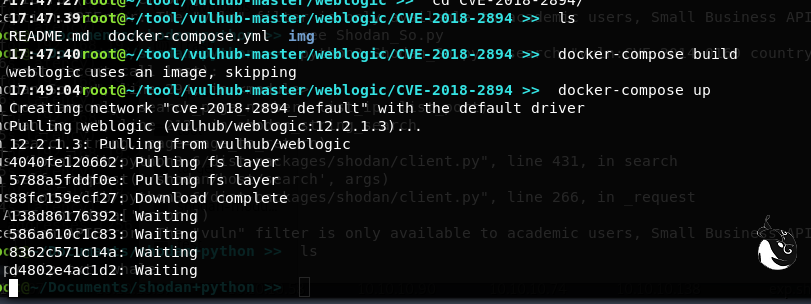 17:47:27root@~/tool/vulhub-master/weblogic >>  cd CVE-2018-2894/
17:47:39root@~/tool/vulhub-master/weblogic/CVE-2018-2894 >>  ls
README.md  docker-compose.yml  img
17:47:40root@~/tool/vulhub-master/weblogic/CVE-2018-2894 >>  docker-compose build
weblogic uses an image, skipping
17:49:04root@~/tool/vulhub-master/weblogic/CVE-2018-2894 >>  docker-compose up
Creating network "cve-2018-2894_default" with the default driver
Pulling weblogic (vulhub/weblogic:12.2.1.3)...
12.2.1.3: Pulling from vulhub/weblogic
4040fe120662: Pulling fs layer
5788a5fddf0e: Pulling fs layer
88fc159ecf27: Download complete
138d86176392: Waiting
586a610c1c83: Waiting
8362c571c14a: Waiting
d4802e4ac1d2: Waiting
academic users, Small Business API
Shodan So.py
country
ckages/shodan/client.py", line 431, in search
search', args)
ckages/shodan/client.py", line 266, in _request
"vuln" filter is only available to academic users, Small Business API
>>  ls
@~/Documents/shodan+python >>